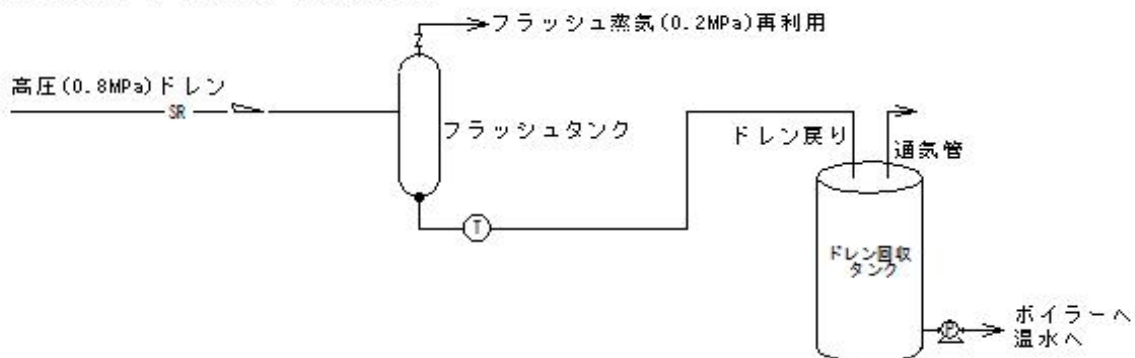 フラッシュ蒸気(0.2MPa)再利用
高圧(0.8MPa)ドレン
SR
フラッシュタンク
ドレン戻り
通気管
T
ドレン回収
タンク
P
ボイラーへ
温水へ